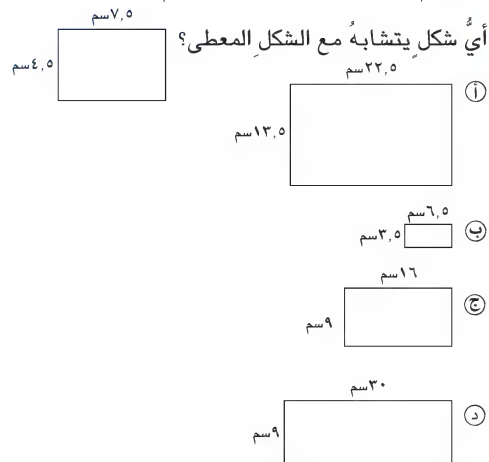 ٧,٥سم
أيُّ شكلٍ يتشابهُ مع الشكلِ المعطى؟
٤,٥سم
٢٢,٥سم
أ
١٣,٥سم
٦,٥سم
ب
٣,٥سم
١٦سم
ج
٩سم
٣٠سم
د
٩سم